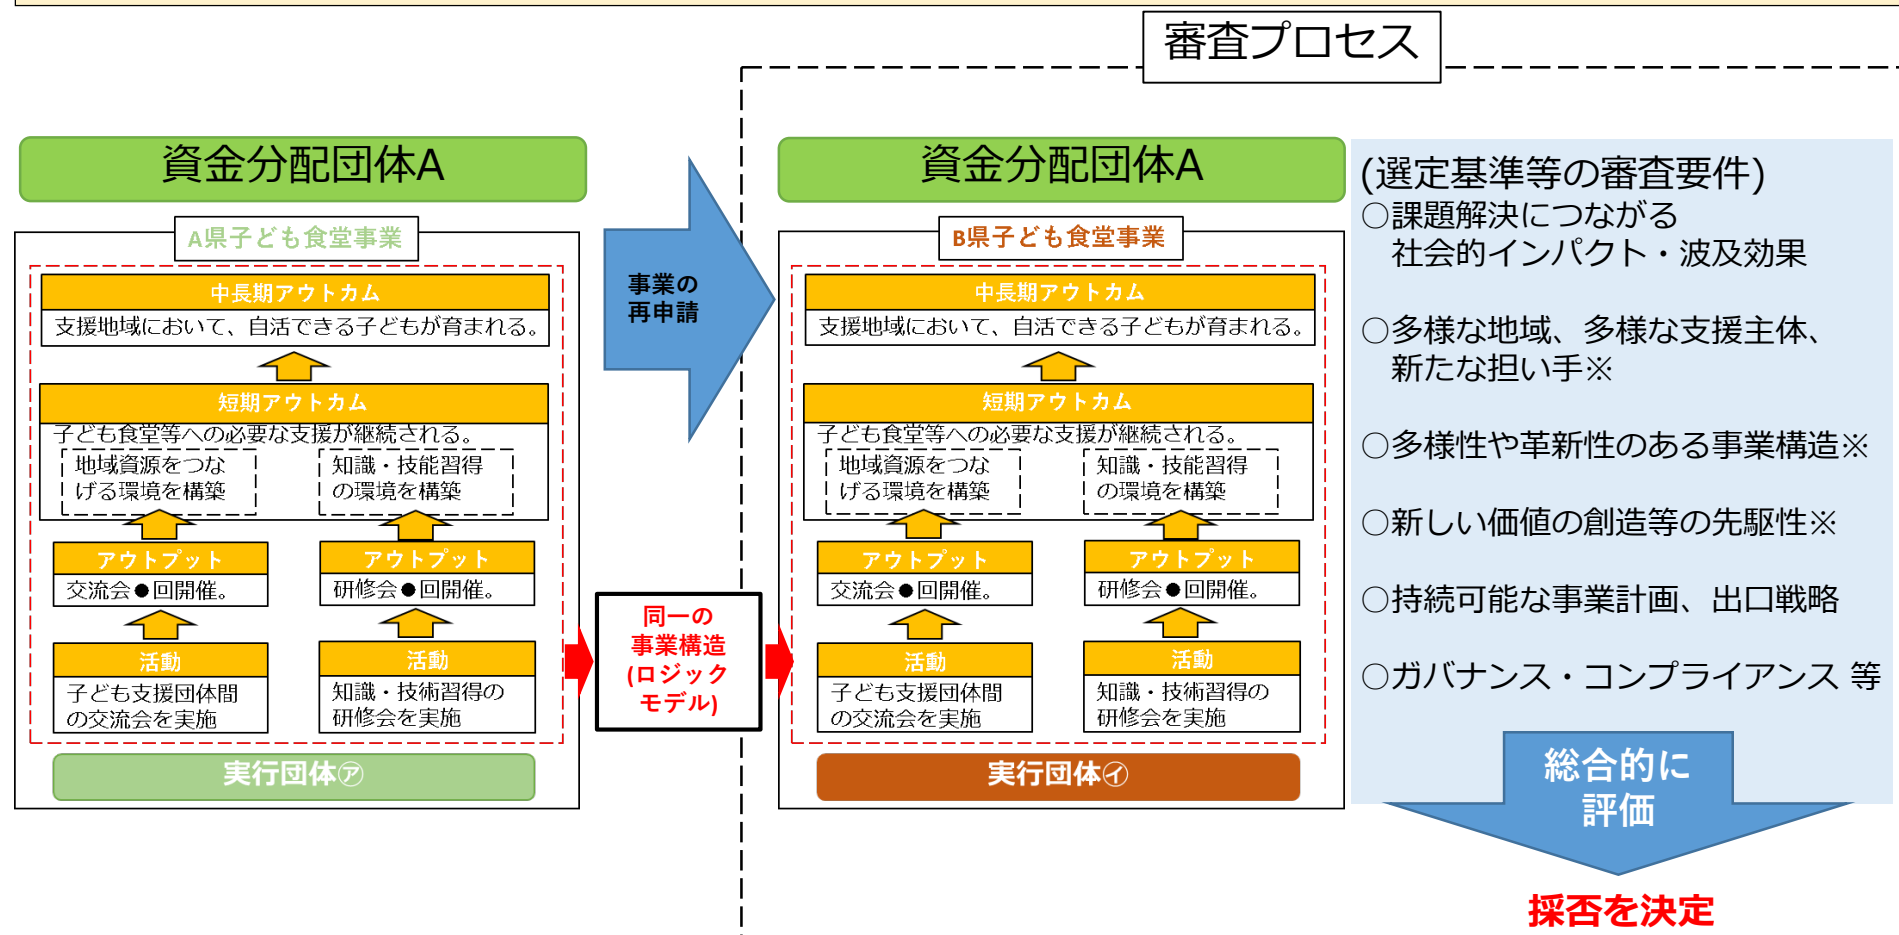 審査プロセス
資金分配団体A
A県子ども食堂事業
中長期アウトカム
支援地域において、自活できる子どもが育まれる。
短期アウトカム
子ども食堂等への必要な支援が継続される。
地域資源をつな
げる環境を構築
知識・技能習得
の環境を構築
アウトプット
交流会●回開催。
アウトプット
研修会●回開催。
活動
子ども支援団体間
の交流会を実施
活動
知識・技術習得の
研修会を実施
実行団体㋐
事業の
再申請
同一の
事業構造
(ロジック
モデル)
資金分配団体A
B県子ども食堂事業
中長期アウトカム
支援地域において、自活できる子どもが育まれる。
短期アウトカム
子ども食堂等への必要な支援が継続される。
地域資源をつな
げる環境を構築
知識・技能習得
の環境を構築
アウトプット
交流会●回開催。
アウトプット
研修会●回開催。
活動
子ども支援団体間
の交流会を実施
活動
知識・技術習得の
研修会を実施
実行団体㋑
(選定基準等の審査要件)
○課題解決につながる
社会的インパクト・波及効果
○多様な地域、多様な支援主体、
新たな担い手※
○多様性や革新性のある事業構造※
○新しい価値の創造等の先駆性※
○持続可能な事業計画、出口戦略
○ガバナンス・コンプライアンス 等
総合的に
評価
採否を決定